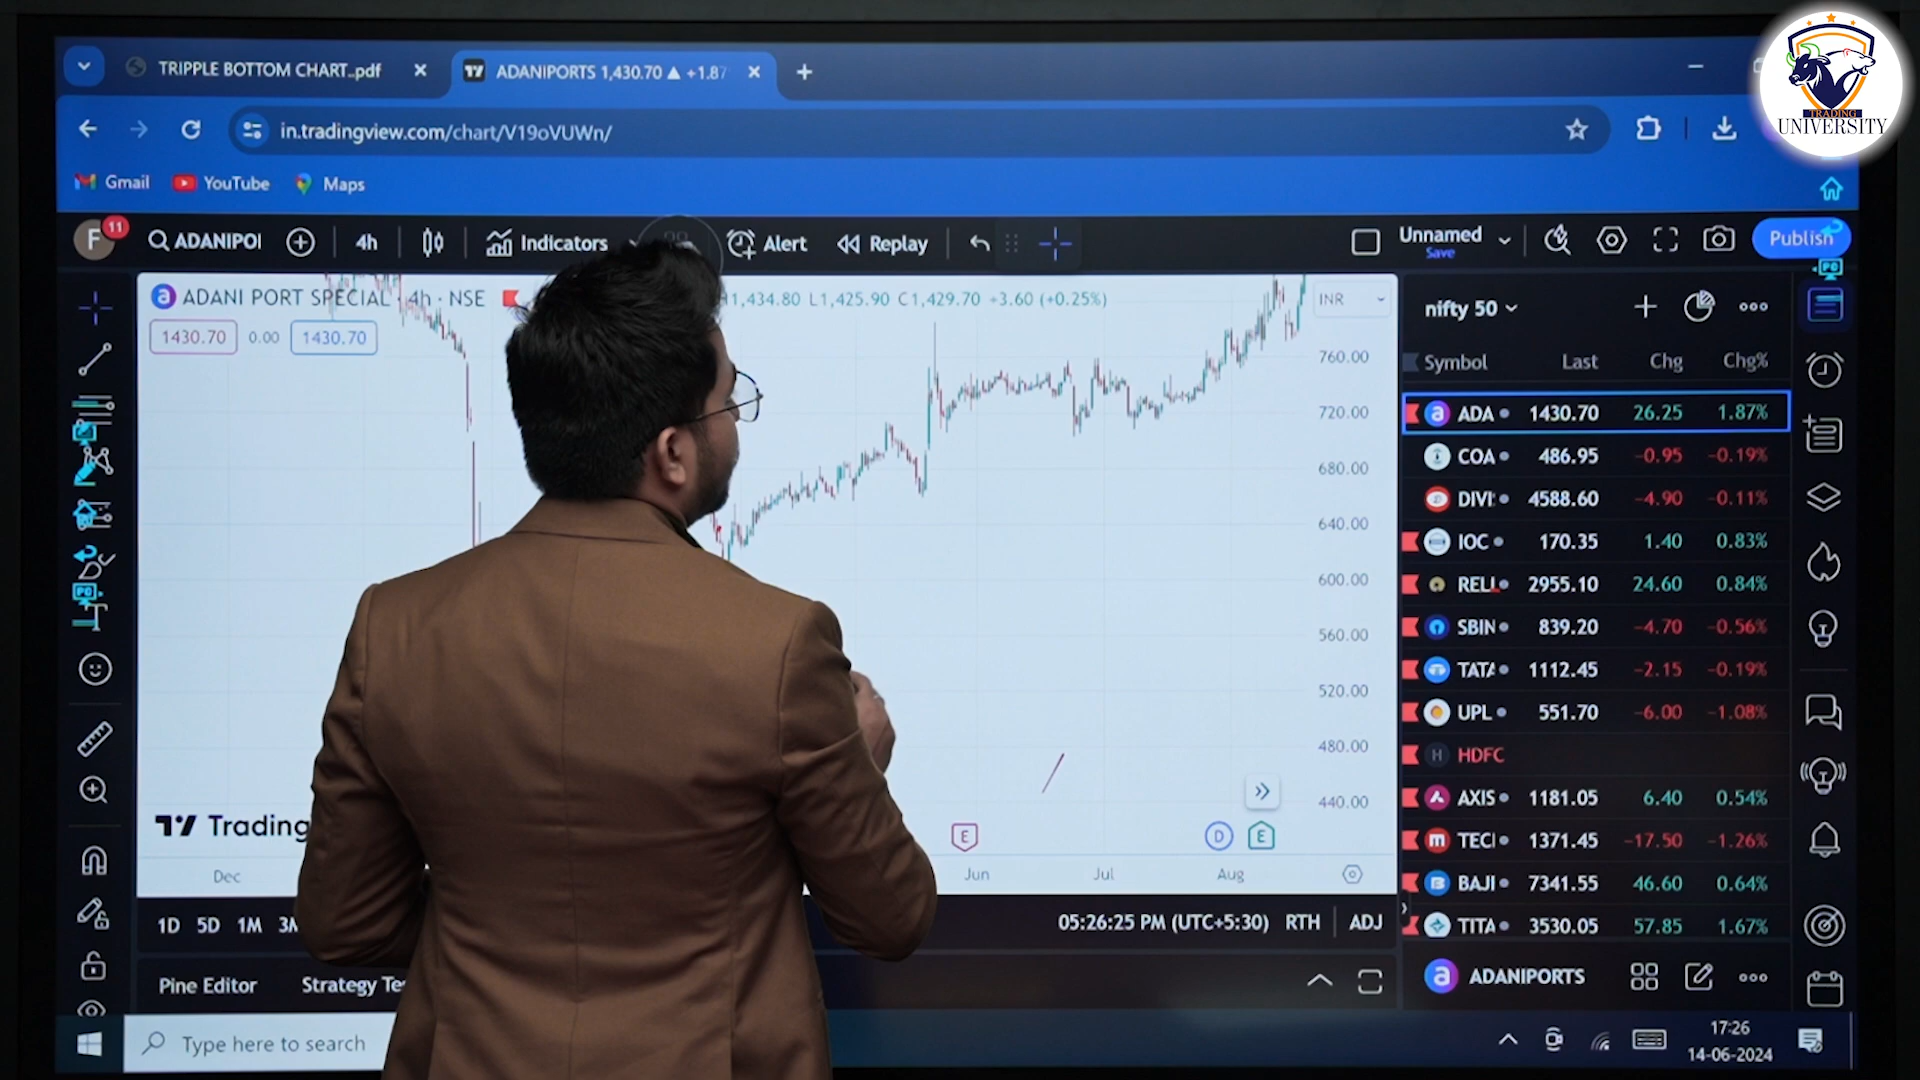 TRIPPLE BOTTOM CHART..pdf
ADANIPORTS 1,430.70 ▲ +1.87
TRADING
UNIVERSITY
in.tradingview.com/chart/V19oVUWn/
Gmail YouTube Maps
F 11 ADANIPOI 4h Indicators Alert Replay Unnamed Save Publish
ADANI PORT SPECIAL · 4h · NSE 1,434.80 L1,425.90 C1,429.70 +3.60 (+0.25%)
1430.70 0.00 1430.70
INR
760.00
720.00
680.00
640.00
600.00
560.00
520.00
480.00
440.00
Trading
E D E
Dec Jun Jul Aug
1D 5D 1M 05:26:25 PM (UTC+5:30) RTH ADJ
Pine Editor Strategy Te
nifty 50
Symbol Last Chg Chg%
ADA 1430.70 26.25 1.87%
COA 486.95 -0.95 -0.19%
DIVI 4588.60 -4.90 -0.11%
IOC 170.35 1.40 0.83%
RELI 2955.10 24.60 0.84%
SBIN 839.20 -4.70 -0.56%
TATA 1112.45 -2.15 -0.19%
UPL 551.70 -6.00 -1.08%
H HDFC
AXIS 1181.05 6.40 0.54%
TECI 1371.45 -17.50 -1.26%
BAJI 7341.55 46.60 0.64%
TITA 3530.05 57.85 1.67%
ADANIPORTS
Type here to search
17:26
14-06-2024